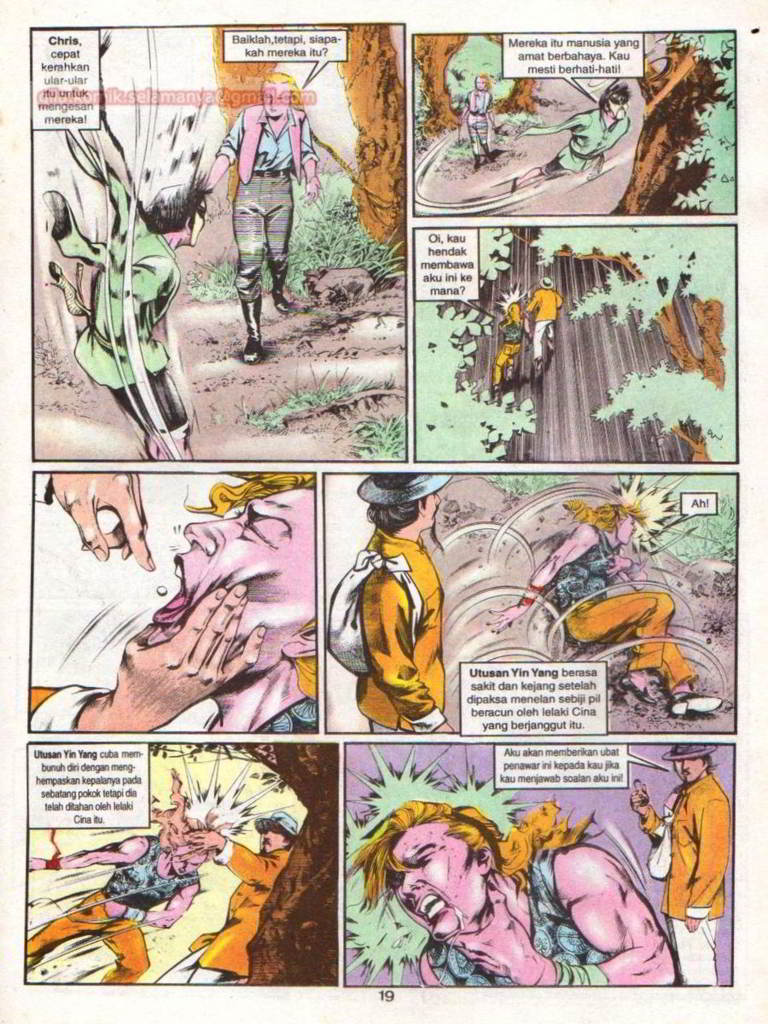 Chris,
cepat
kerahkan
ular-ular
itu untuk
mengesan
mereka!
Baiklah,tetapi, siapa-
kah mereka itu?
Mereka itu manusia yang
amat berbahaya. Kau
mesti berhati-hati!
Oi, kau
hendak
membawa
aku ini ke
mana?
Ah!
Utusan Yin Yang berasa
sakit dan kejang setelah
dipaksa menelan sebiji pil
beracun oleh lelaki Cina
yang berjanggut itu.
Utusan Yin Yang cuba mem-
bunuh diri dengan meng-
hempaskan kepalanya pada
sebatang pokok tetapi dia
telah ditahan oleh lelaki
Cina itu.
Aku akan memberikan ubat
penawar ini kepada kau jika
kau menjawab soalan aku ini!
19